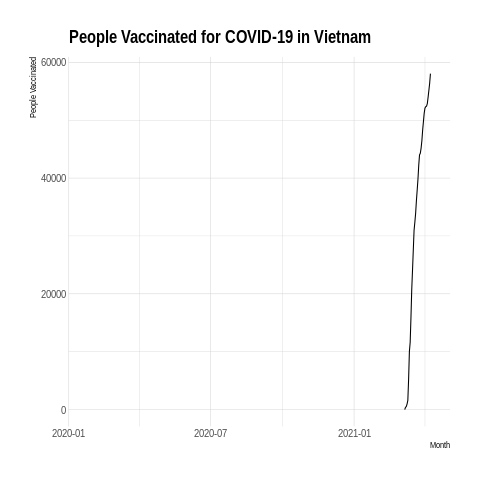 People Vaccinated for COVID-19 in Vietnam
People Vaccinated
60000
40000
20000
0
2020-01
2020-07
2021-01
Month